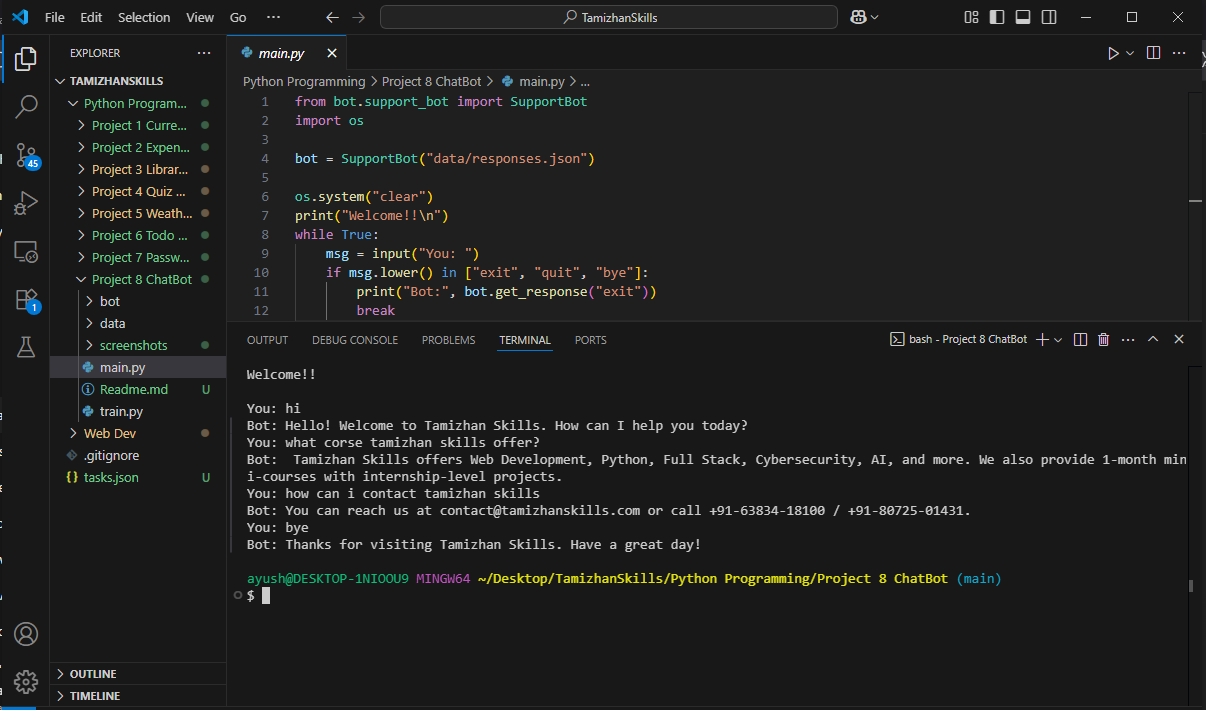 File Edit Selection View Go ··· TamizhanSkills
EXPLORER ···
TAMIZHANSKILLS
Python Program...
Project 1 Curre...
Project 2 Expen...
Project 3 Librar...
Project 4 Quiz ...
Project 5 Weath...
Project 6 Todo ...
Project 7 Passw...
Project 8 ChatBot
bot
data
screenshots
main.py
Readme.md U
train.py
Web Dev
.gitignore
{} tasks.json U
OUTLINE
TIMELINE
45
1
main.py
Python Programming > Project 8 ChatBot > main.py > ...
1 from bot.support_bot import SupportBot
2 import os
3
4 bot = SupportBot("data/responses.json")
5
6 os.system("clear")
7 print("Welcome!!\n")
8 while True:
9 msg = input("You: ")
10 if msg.lower() in ["exit", "quit", "bye"]:
11 print("Bot:", bot.get_response("exit"))
12 break
OUTPUT DEBUG CONSOLE PROBLEMS TERMINAL PORTS bash - Project 8 ChatBot
Welcome!!
You: hi
Bot: Hello! Welcome to Tamizhan Skills. How can I help you today?
You: what corse tamizhan skills offer?
Bot:  Tamizhan Skills offers Web Development, Python, Full Stack, Cybersecurity, AI, and more. We also provide 1-month min
i-courses with internship-level projects.
You: how can i contact tamizhan skills
Bot: You can reach us at contact@tamizhanskills.com or call +91-63834-18100 / +91-80725-01431.
You: bye
Bot: Thanks for visiting Tamizhan Skills. Have a great day!
ayush@DESKTOP-1NIOOU9 MINGW64 ~/Desktop/TamizhanSkills/Python Programming/Project 8 ChatBot (main)
$